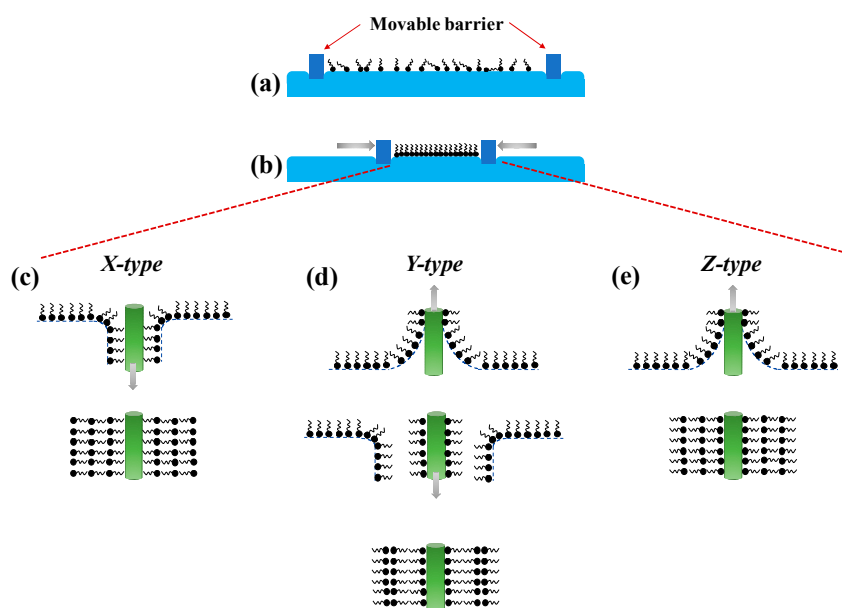 Movable barrier
(a)
(b)
(c)
X-type
(d)
Y-type
(e)
Z-type